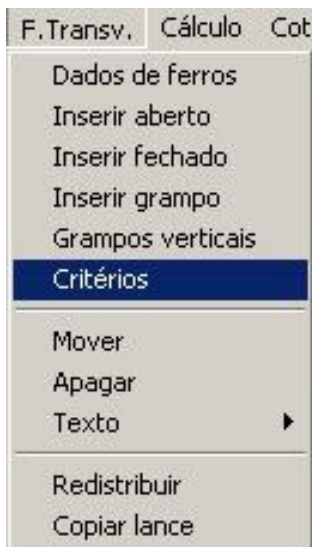 F.Transv. Cálculo Cot
Dados de ferros
Inserir aberto
Inserir fechado
Inserir grampo
Grampos verticais
Critérios
Mover
Apagar
Texto
Redistribuir
Copiar lance